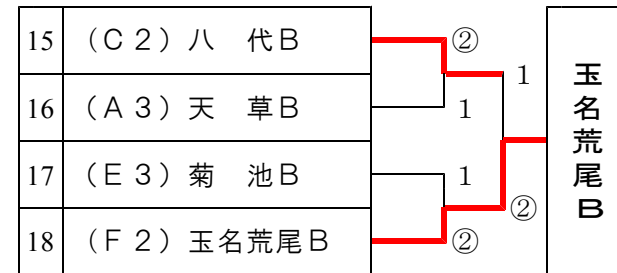 15 （Ｃ２）八　代Ｂ ②
1
16 （Ａ３）天　草Ｂ 1
17 （Ｅ３）菊　池Ｂ 1
②
18 （Ｆ２）玉名荒尾Ｂ ②
玉名荒尾Ｂ